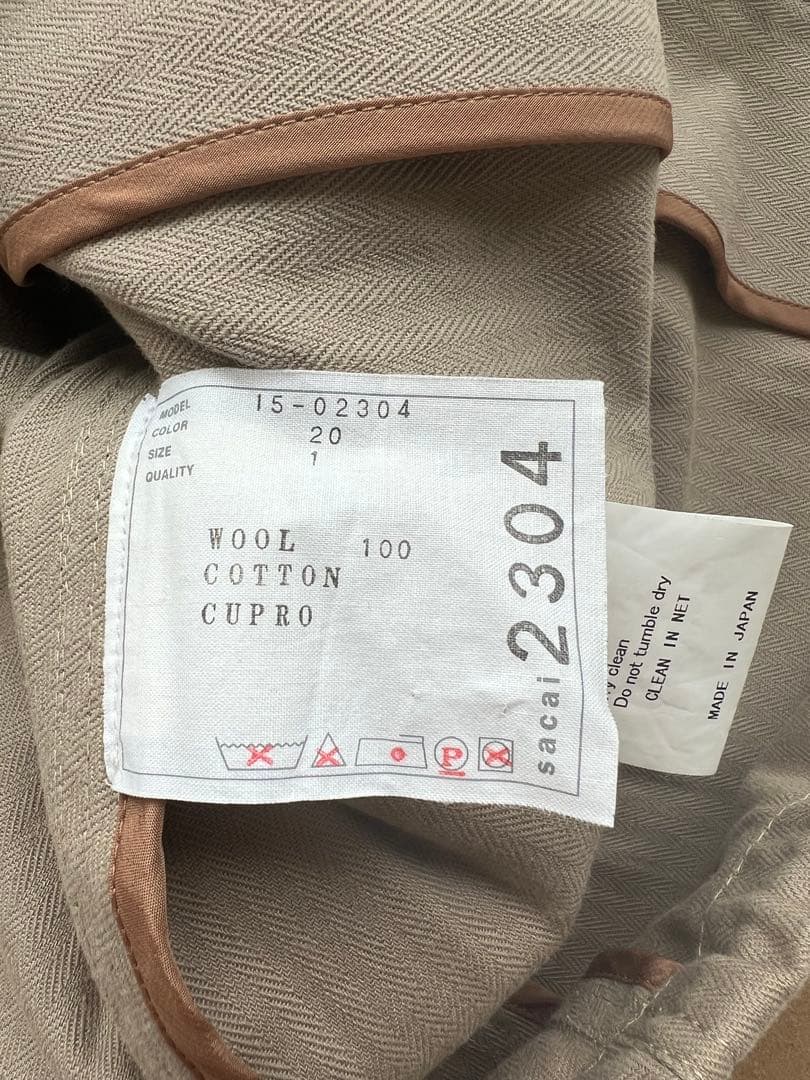 MODEL 15-02304
COLOR 20
SIZE 1
QUALITY
WOOL 100
COTTON
CUPRO
P
sacai 2304
clean
Do not tumble dry
CLEAN IN NET
MADE IN JAPAN